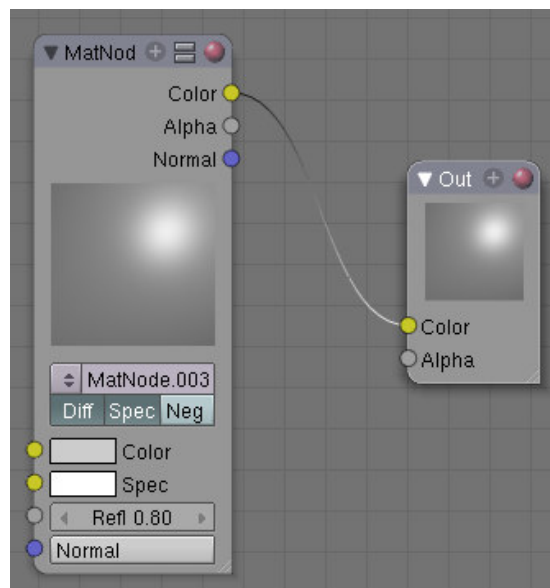 MatNod
Color
Alpha
Normal
MatNode.003
Diff Spec Neg
Color
Spec
Refl 0.80
Normal
Out
Color
Alpha